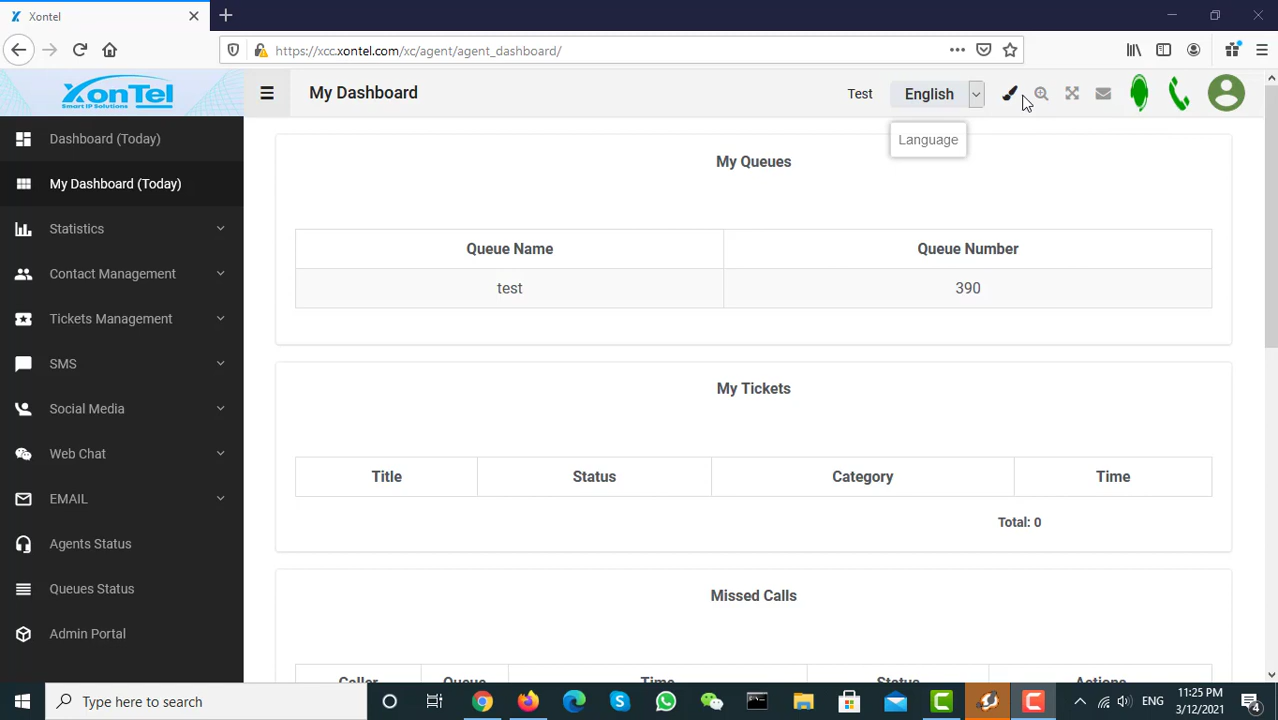 Xontel
https://xcc.xontel.com/xc/agent/agent_dashboard/
XonTel
Smart IP Solutions
My Dashboard
Test
English
Language
Dashboard (Today)
My Dashboard (Today)
Statistics
Contact Management
Tickets Management
SMS
Social Media
Web Chat
EMAIL
Agents Status
Queues Status
Admin Portal
My Queues
Queue Name Queue Number
test 390
My Tickets
Title Status Category Time
Total: 0
Missed Calls
Caller Queue Time Status Actions
Type here to search
ENG
11:25 PM
3/12/2021
4